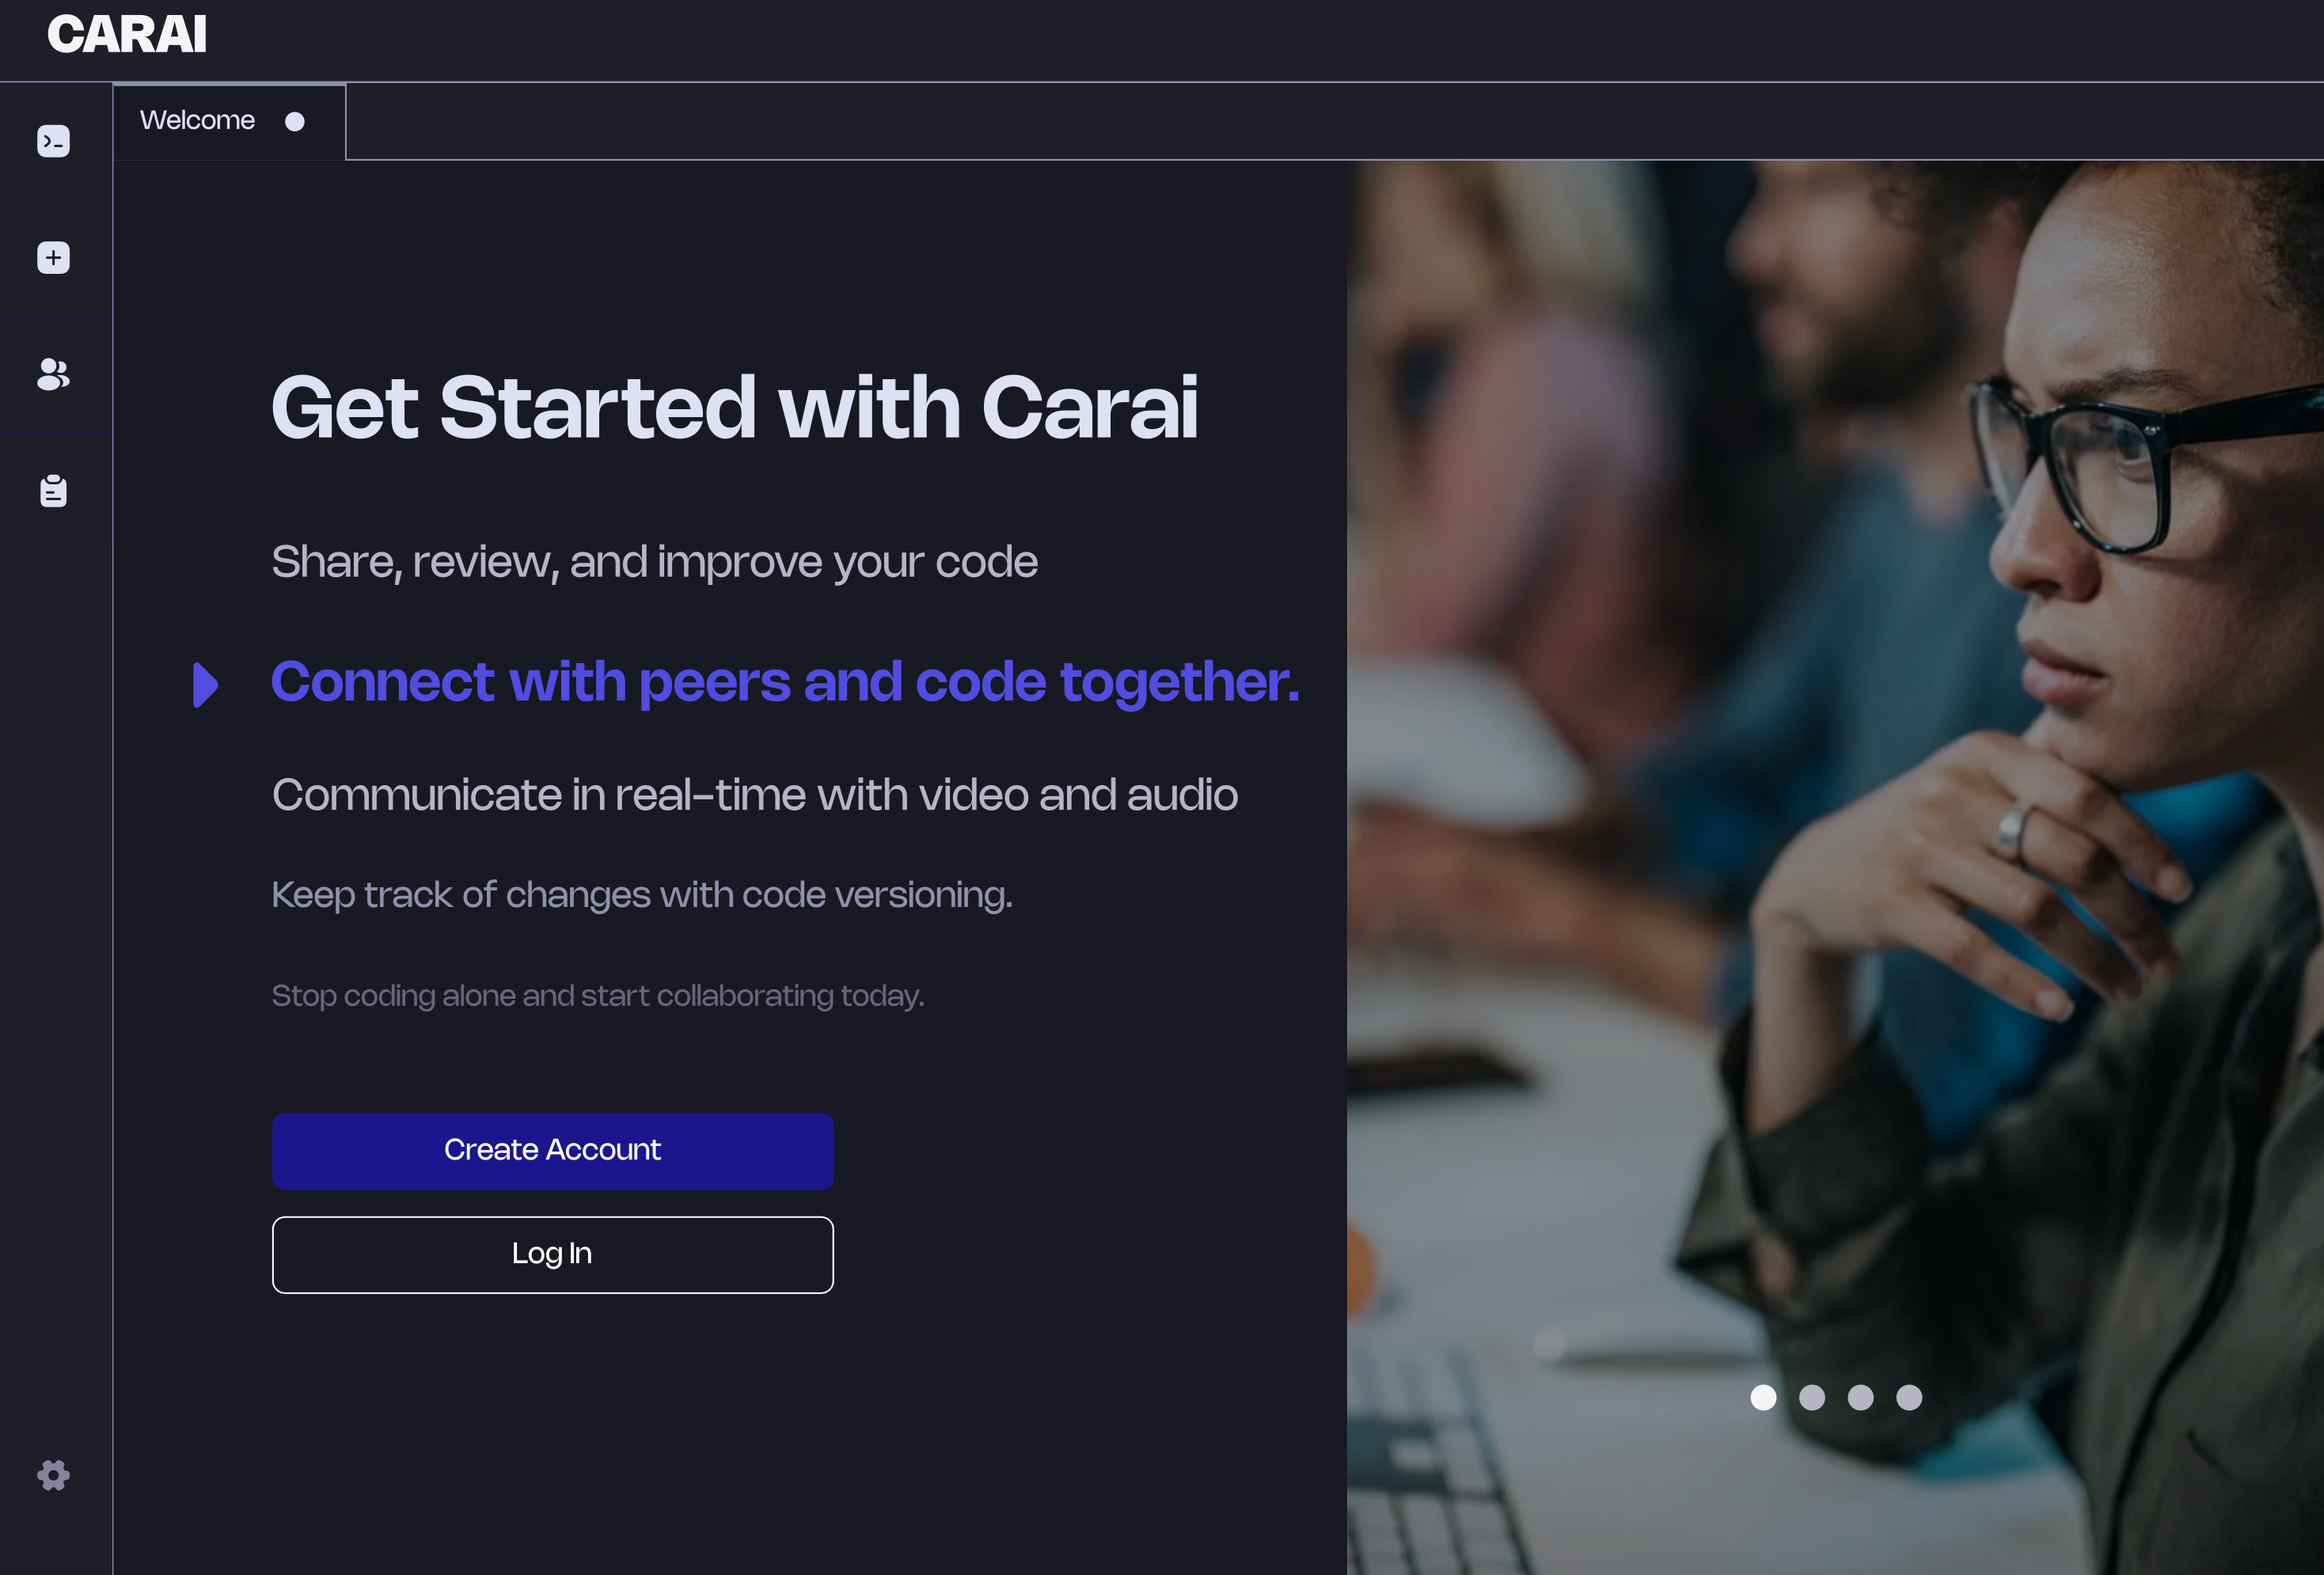 CARAI
Welcome
Get Started with Carai
Share, review, and improve your code
Connect with peers and code together.
Communicate in real-time with video and audio
Keep track of changes with code versioning.
Stop coding alone and start collaborating today.
Create Account
Log In